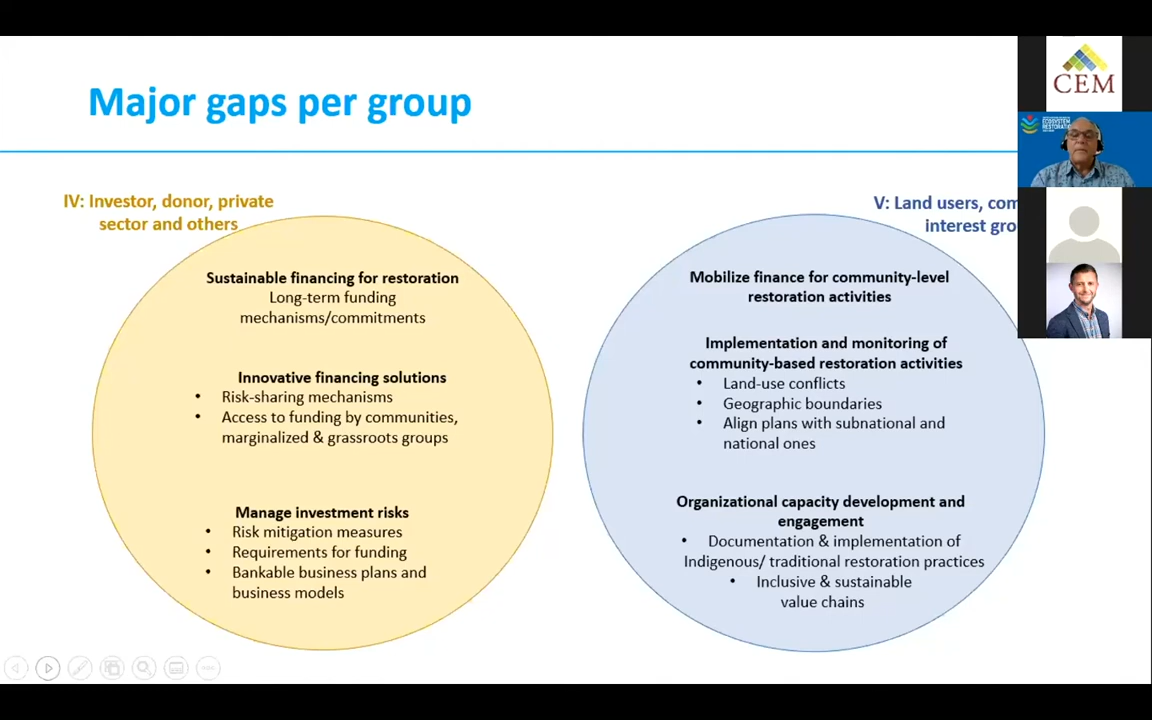 Major gaps per group
IV: Investor, donor, private
sector and others
Sustainable financing for restoration
Long-term funding
mechanisms/commitments
Innovative financing solutions
• Risk-sharing mechanisms
• Access to funding by communities,
marginalized & grassroots groups
Manage investment risks
• Risk mitigation measures
• Requirements for funding
• Bankable business plans and
business models
V: Land users, com
interest gro
Mobilize finance for community-level
restoration activities
Implementation and monitoring of
community-based restoration activities
• Land-use conflicts
• Geographic boundaries
• Align plans with subnational and
national ones
Organizational capacity development and
engagement
• Documentation & implementation of
Indigenous/ traditional restoration practices
• Inclusive & sustainable
value chains
CEM
ECOSYSTEM